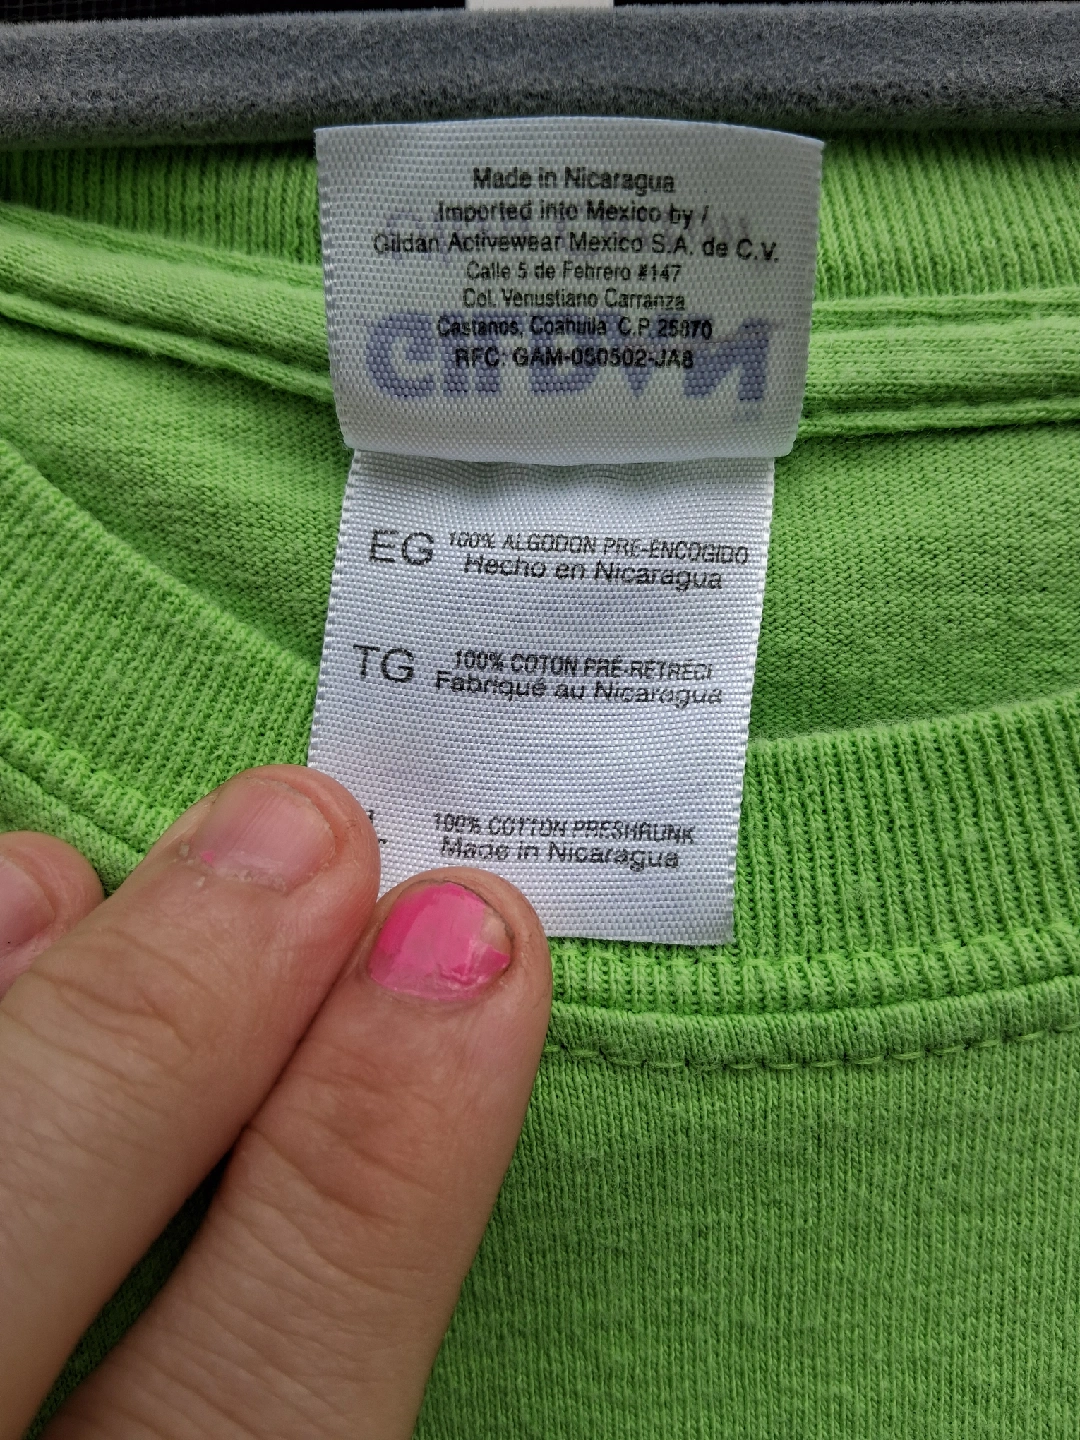 Made in Nicaragua
Imported into Mexico by /
Gildan Activewear Mexico S.A. de C.V.
Calle 5 de Febrero #147
Col. Venustiano Carranza
Castanos, Coahuila C.P. 25870
RFC: GAM-050502-JA8
EG 100% ALGODON PRE-ENCOGIDO
Hecho en Nicaragua
TG 100% COTON PRÉ-RETRECI
Fabriqué au Nicaragua
100% COTTON PRESHRUNK
Made in Nicaragua